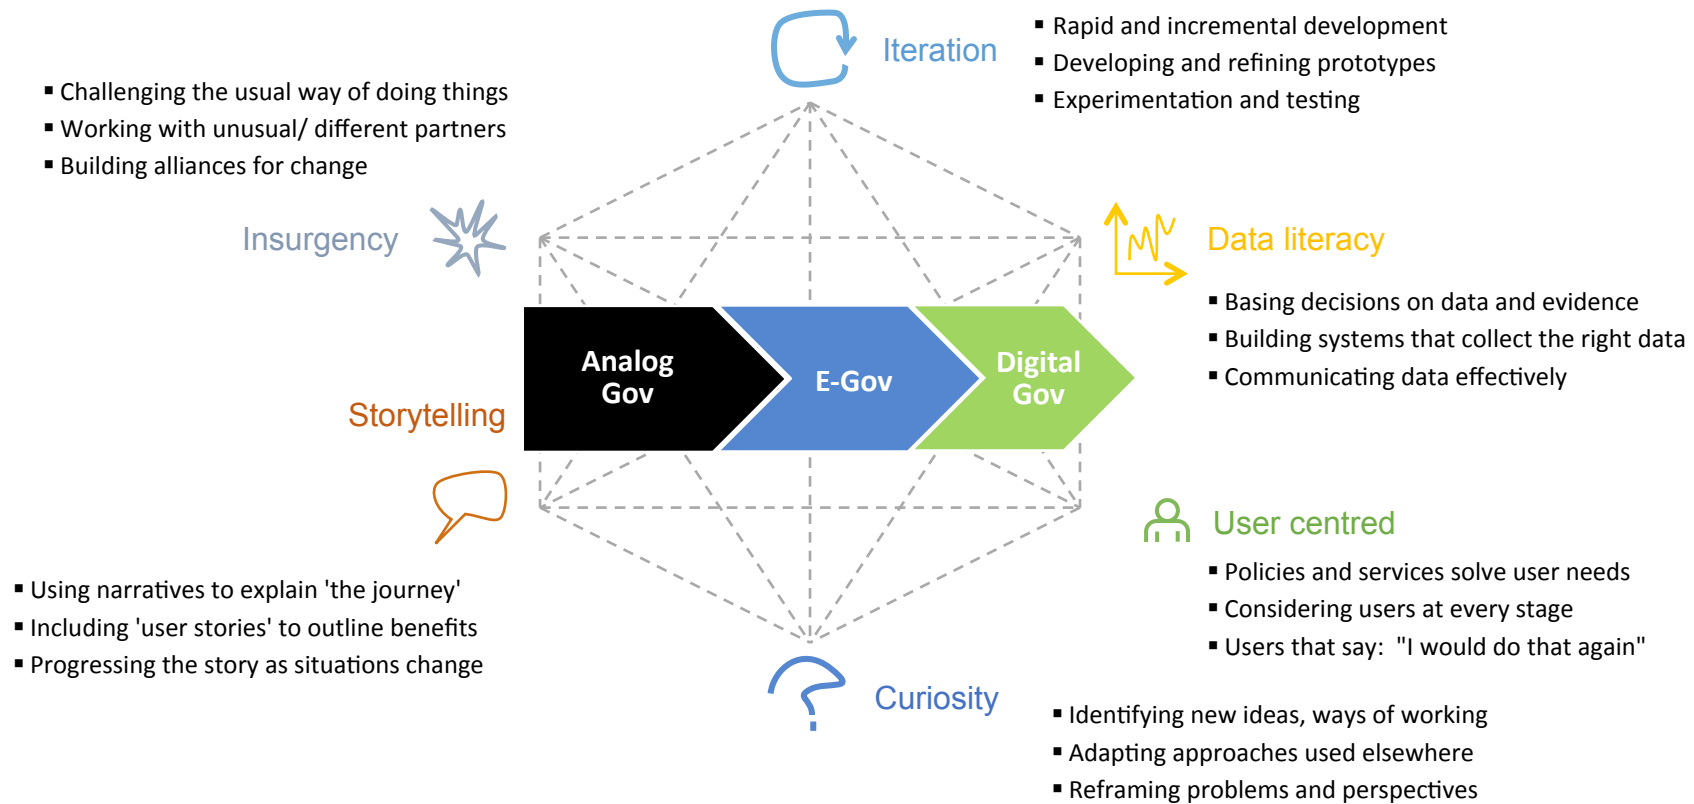 Iteration
▪ Rapid and incremental development
▪ Developing and refining prototypes
▪ Experimentation and testing
▪ Challenging the usual way of doing things
▪ Working with unusual/ different partners
▪ Building alliances for change
Insurgency
Data literacy
▪ Basing decisions on data and evidence
▪ Building systems that collect the right data
▪ Communicating data effectively
Analog
Gov
E-Gov
Digital
Gov
Storytelling
▪ Using narratives to explain 'the journey'
▪ Including 'user stories' to outline benefits
▪ Progressing the story as situations change
User centred
▪ Policies and services solve user needs
▪ Considering users at every stage
▪ Users that say:  "I would do that again"
Curiosity
▪ Identifying new ideas, ways of working
▪ Adapting approaches used elsewhere
▪ Reframing problems and perspectives